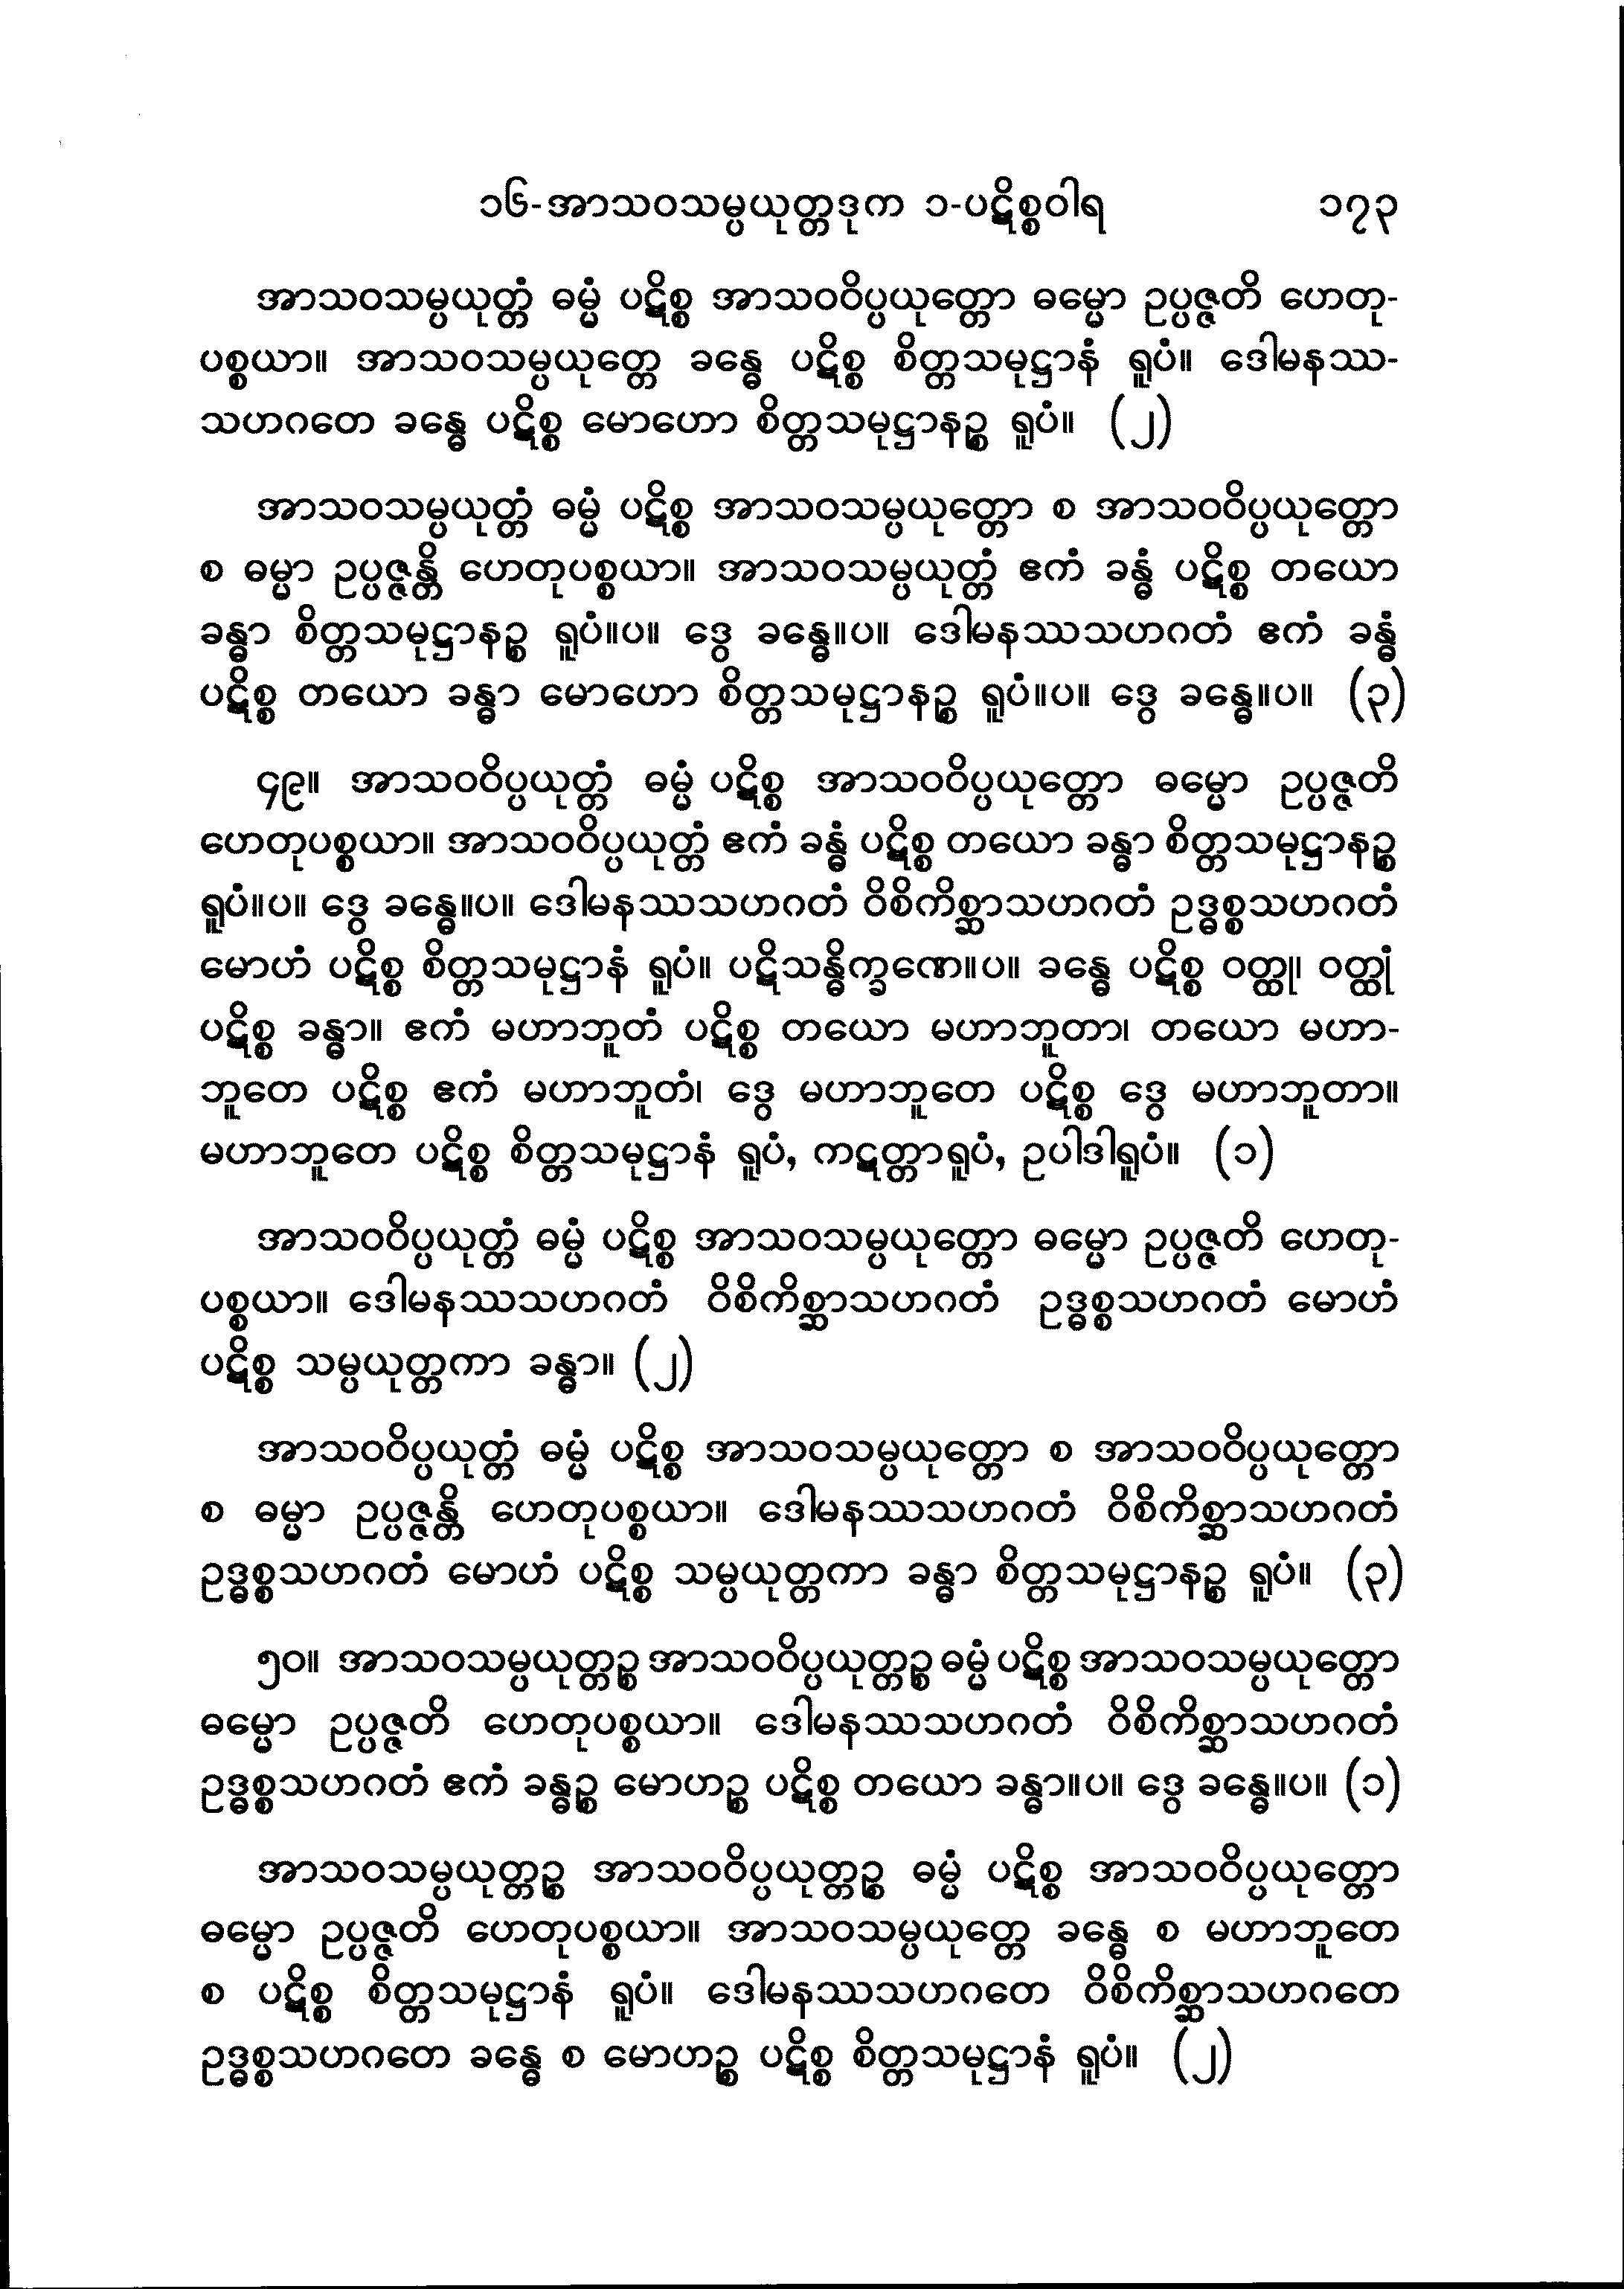 ၁၆-အာသဝသမ္ပယုတ္တဒုက ၁-ပဋိစ္စဝါရ ၁၇၃
အာသဝသမ္ပယုတ္တံ ဓမ္မံ ပဋိစ္စ အာသဝဝိပ္ပယုတ္တော ဓမ္မော ဥပ္ပဇ္ဇတိ ဟေတု-
ပစ္စယာ။ အာသဝသမ္ပယုတ္တေ ခန္ဓေ ပဋိစ္စ စိတ္တသမုဋ္ဌာနံ ရူပံ။ ဒေါမနဿ-
သဟဂတေ ခန္ဓေ ပဋိစ္စ မောဟော စိတ္တသမုဋ္ဌာနဉ္စ ရူပံ။ (၂)
အာသဝသမ္ပယုတ္တံ ဓမ္မံ ပဋိစ္စ အာသဝသမ္ပယုတ္တော စ အာသဝဝိပ္ပယုတ္တော
စ ဓမ္မာ ဥပ္ပဇ္ဇန္တိ ဟေတုပစ္စယာ။ အာသဝသမ္ပယုတ္တံ ဧကံ ခန္ဓံ ပဋိစ္စ တယော
ခန္ဓာ စိတ္တသမုဋ္ဌာနဉ္စ ရူပံ။ပ။ ဒွေ ခန္ဓေ။ပ။ ဒေါမနဿသဟဂတံ ဧကံ ခန္ဓံ
ပဋိစ္စ တယော ခန္ဓာ မောဟော စိတ္တသမုဋ္ဌာနဉ္စ ရူပံ။ပ။ ဒွေ ခန္ဓေ။ပ။ (၃)
၄၉။ အာသဝဝိပ္ပယုတ္တံ ဓမ္မံ ပဋိစ္စ အာသဝဝိပ္ပယုတ္တော ဓမ္မော ဥပ္ပဇ္ဇတိ
ဟေတုပစ္စယာ။ အာသဝဝိပ္ပယုတ္တံ ဧကံ ခန္ဓံ ပဋိစ္စ တယော ခန္ဓာ စိတ္တသမုဋ္ဌာနဉ္စ
ရူပံ။ပ။ ဒွေ ခန္ဓေ။ပ။ ဒေါမနဿသဟဂတံ ဝိစိကိစ္ဆာသဟဂတံ ဥဒ္ဓစ္စသဟဂတံ
မောဟံ ပဋိစ္စ စိတ္တသမုဋ္ဌာနံ ရူပံ။ ပဋိသန္ဓိက္ခဏေ။ပ။ ခန္ဓေ ပဋိစ္စ ဝတ္ထု၊ ဝတ္ထုံ
ပဋိစ္စ ခန္ဓာ။ ဧကံ မဟာဘူတံ ပဋိစ္စ တယော မဟာဘူတာ၊ တယော မဟာ-
ဘူတေ ပဋိစ္စ ဧကံ မဟာဘူတံ၊ ဒွေ မဟာဘူတေ ပဋိစ္စ ဒွေ မဟာဘူတာ။
မဟာဘူတေ ပဋိစ္စ စိတ္တသမုဋ္ဌာနံ ရူပံ, ကဋတ္တာရူပံ, ဥပါဒါရူပံ။ (၁)
အာသဝဝိပ္ပယုတ္တံ ဓမ္မံ ပဋိစ္စ အာသဝသမ္ပယုတ္တော ဓမ္မော ဥပ္ပဇ္ဇတိ ဟေတု-
ပစ္စယာ။ ဒေါမနဿသဟဂတံ ဝိစိကိစ္ဆာသဟဂတံ ဥဒ္ဓစ္စသဟဂတံ မောဟံ
ပဋိစ္စ သမ္ပယုတ္တကာ ခန္ဓာ။ (၂)
အာသဝဝိပ္ပယုတ္တံ ဓမ္မံ ပဋိစ္စ အာသဝသမ္ပယုတ္တော စ အာသဝဝိပ္ပယုတ္တော
စ ဓမ္မာ ဥပ္ပဇ္ဇန္တိ ဟေတုပစ္စယာ။ ဒေါမနဿသဟဂတံ ဝိစိကိစ္ဆာသဟဂတံ
ဥဒ္ဓစ္စသဟဂတံ မောဟံ ပဋိစ္စ သမ္ပယုတ္တကာ ခန္ဓာ စိတ္တသမုဋ္ဌာနဉ္စ ရူပံ။ (၃)
၅၀။ အာသဝသမ္ပယုတ္တဉ္စ အာသဝဝိပ္ပယုတ္တဉ္စ ဓမ္မံ ပဋိစ္စ အာသဝသမ္ပယုတ္တော
ဓမ္မော ဥပ္ပဇ္ဇတိ ဟေတုပစ္စယာ။ ဒေါမနဿသဟဂတံ ဝိစိကိစ္ဆာသဟဂတံ
ဥဒ္ဓစ္စသဟဂတံ ဧကံ ခန္ဓဉ္စ မောဟဉ္စ ပဋိစ္စ တယော ခန္ဓာ။ပ။ ဒွေ ခန္ဓေ။ပ။ (၁)
အာသဝသမ္ပယုတ္တဉ္စ အာသဝဝိပ္ပယုတ္တဉ္စ ဓမ္မံ ပဋိစ္စ အာသဝဝိပ္ပယုတ္တော
ဓမ္မော ဥပ္ပဇ္ဇတိ ဟေတုပစ္စယာ။ အာသဝသမ္ပယုတ္တေ ခန္ဓေ စ မဟာဘူတေ
စ ပဋိစ္စ စိတ္တသမုဋ္ဌာနံ ရူပံ။ ဒေါမနဿသဟဂတေ ဝိစိကိစ္ဆာသဟဂတေ
ဥဒ္ဓစ္စသဟဂတေ ခန္ဓေ စ မောဟဉ္စ ပဋိစ္စ စိတ္တသမုဋ္ဌာနံ ရူပံ။ (၂)